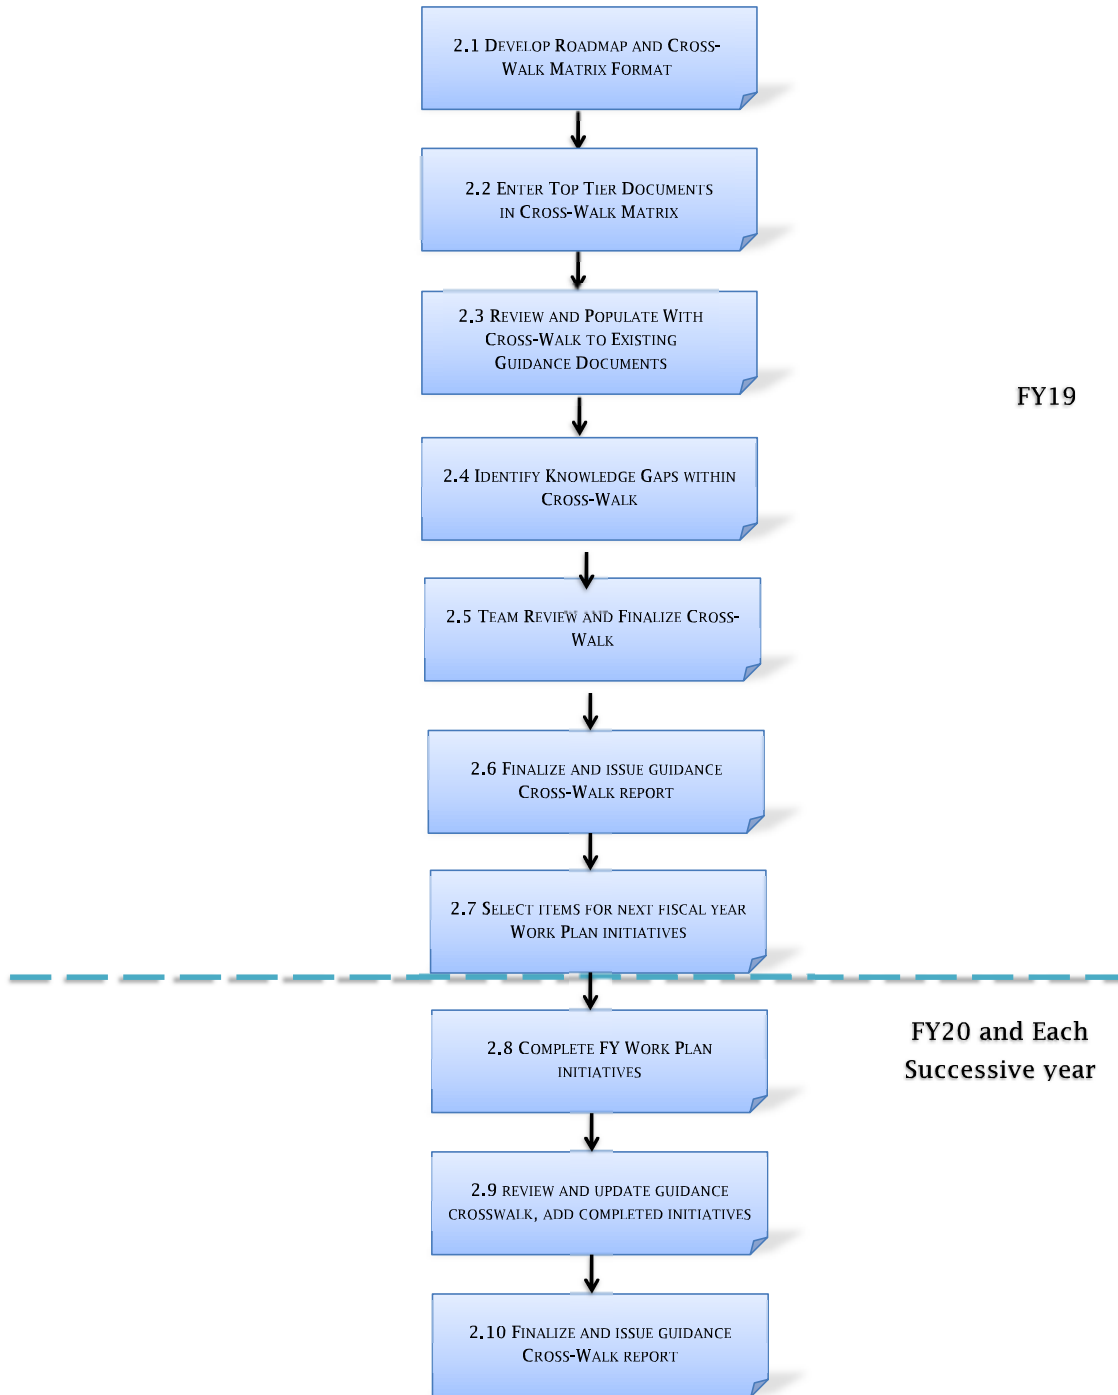 2.1 Develop Roadmap and Cross-
Walk Matrix Format
2.2 Enter Top Tier Documents
in Cross-Walk Matrix
2.3 Review and Populate With
Cross-Walk to Existing
Guidance Documents
FY19
2.4 Identify Knowledge Gaps within
Cross-Walk
2.5 Team Review and Finalize Cross-
Walk
2.6 Finalize and issue guidance
Cross-Walk report
2.7 Select items for next fiscal year
Work Plan initiatives
FY20 and Each
Successive year
2.8 Complete FY Work Plan
initiatives
2.9 review and update guidance
crosswalk, add completed initiatives
2.10 Finalize and issue guidance
Cross-Walk report